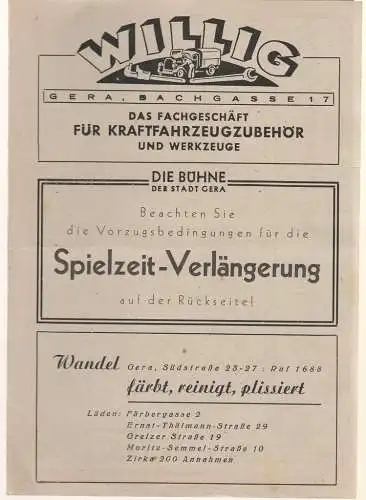 WILLIG
GERA, BACHGASSE 17
DAS FACHGESCHÄFT
FÜR KRAFTFAHRZEUGZUBEHÖR
UND WERKZEUGE
DIE BÜHNE
DER STADT GERA
Beachten Sie
die Vorzugsbedingungen für die
Spielzeit-Verlängerung
auf der Rückseite!
Wandel Gera, Südstraße 23-27 : Ruf 1668
färbt, reinigt, plissiert
Läden: Färbergasse 2
Ernst-Thälmann-Straße 29
Greizer Straße 19
Moritz-Semmel-Straße 10
Zirka 200 Annahmen